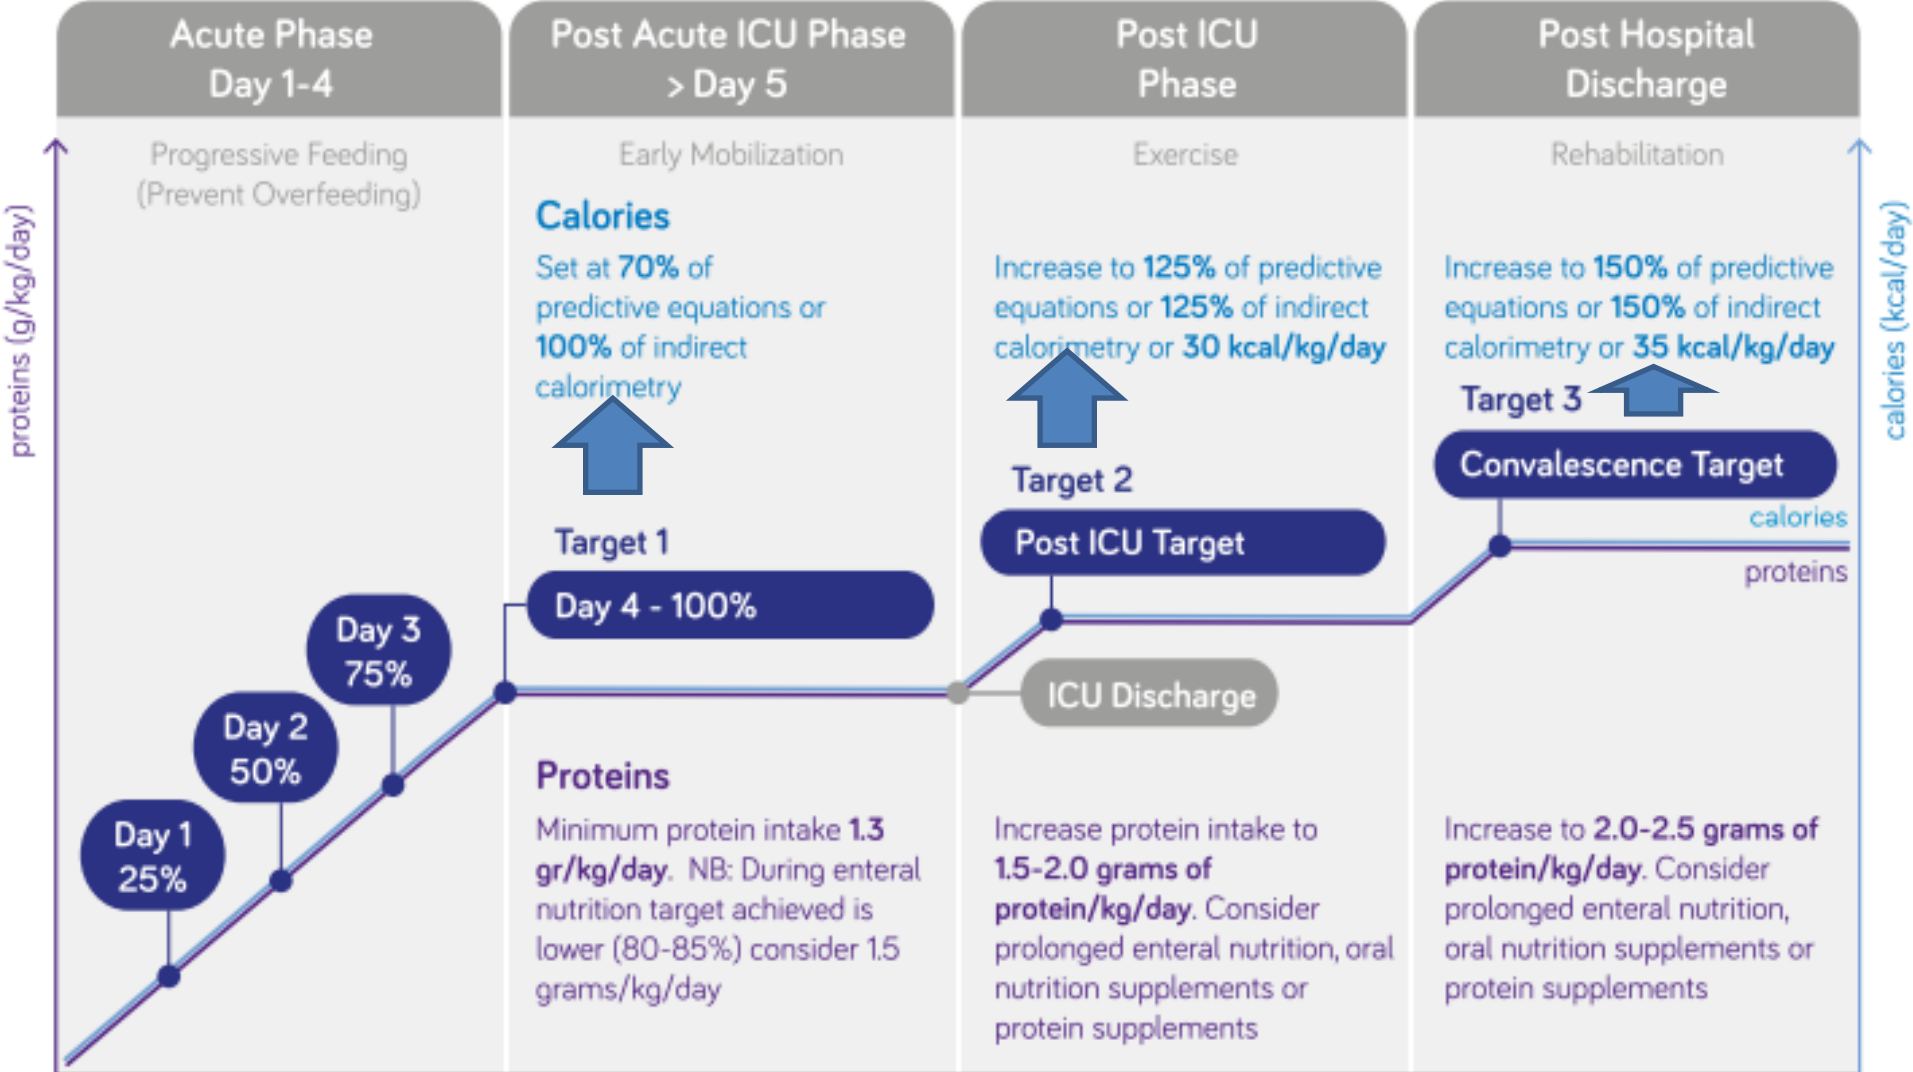 Acute Phase
Day 1-4
Post Acute ICU Phase
> Day 5
Post ICU
Phase
Post Hospital
Discharge
proteins (g/kg/day)
Progressive Feeding
(Prevent Overfeeding)
Early Mobilization
Exercise
Rehabilitation
calories (kcal/day)
Calories
Set at 70% of
predictive equations or
100% of indirect
calorimetry
Increase to 125% of predictive
equations or 125% of indirect
calorimetry or 30 kcal/kg/day
Increase to 150% of predictive
equations or 150% of indirect
calorimetry or 35 kcal/kg/day
Target 1
Day 4 - 100%
Target 2
Post ICU Target
Target 3
Convalescence Target
calories
proteins
Day 3
75%
Day 2
50%
Day 1
25%
ICU Discharge
Proteins
Minimum protein intake 1.3
gr/kg/day. NB: During enteral
nutrition target achieved is
lower (80-85%) consider 1.5
grams/kg/day
Increase protein intake to
1.5-2.0 grams of
protein/kg/day. Consider
prolonged enteral nutrition, oral
nutrition supplements or
protein supplements
Increase to 2.0-2.5 grams of
protein/kg/day. Consider
prolonged enteral nutrition,
oral nutrition supplements or
protein supplements